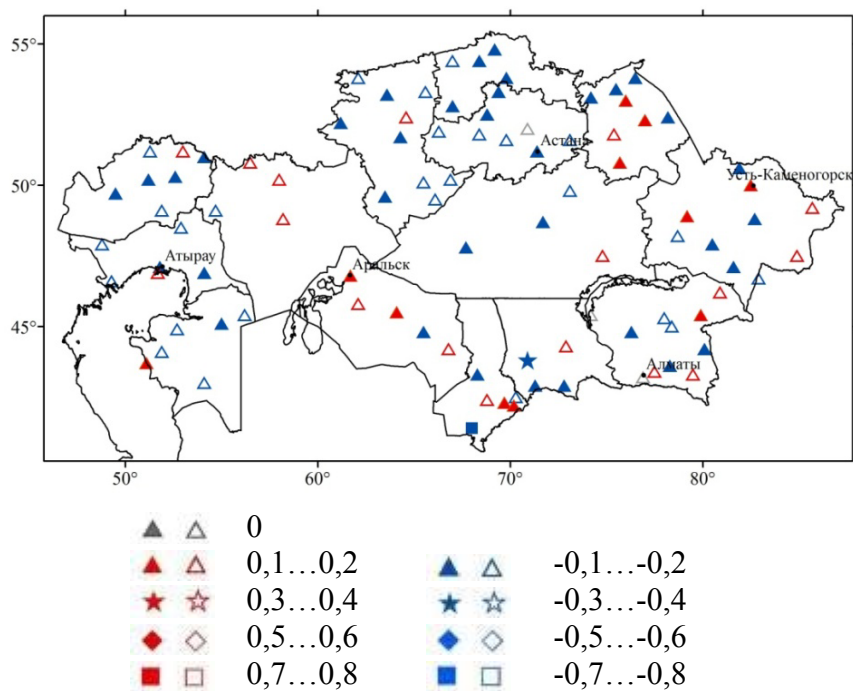 55°
Астана
50°
Усть-Каменогорск
Атырау
Аральск
45°
Алматы
50° 60° 70° 80°
0
0,1...0,2 -0,1...-0,2
0,3...0,4 -0,3...-0,4
0,5...0,6 -0,5...-0,6
0,7...0,8 -0,7...-0,8